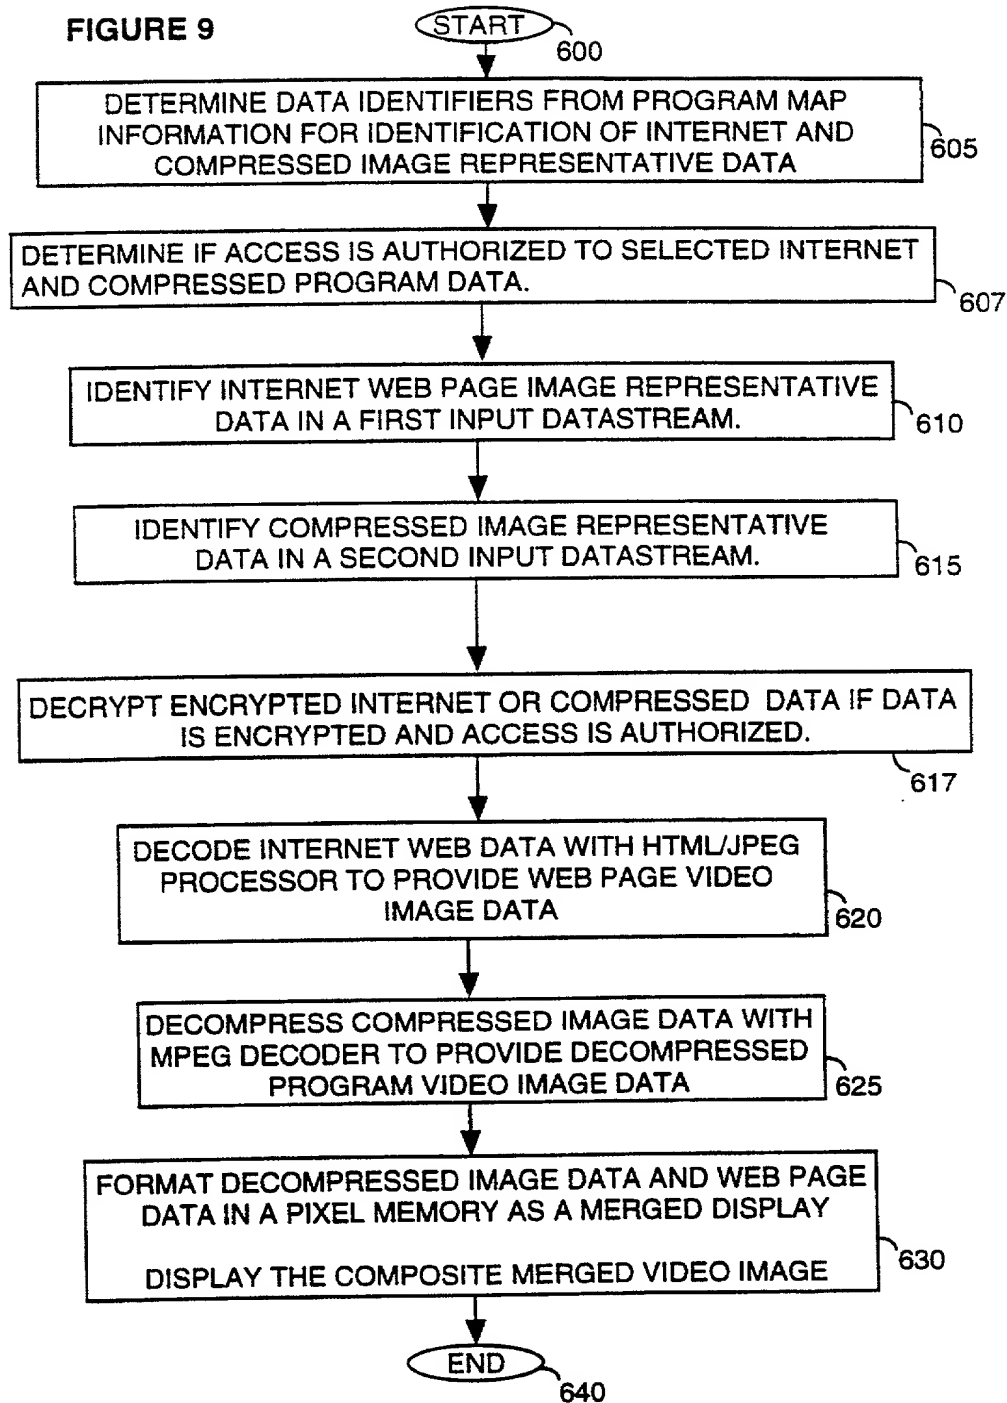 FIGURE 9
START
600
DETERMINE DATA IDENTIFIERS FROM PROGRAM MAP
INFORMATION FOR IDENTIFICATION OF INTERNET AND
COMPRESSED IMAGE REPRESENTATIVE DATA
605
DETERMINE IF ACCESS IS AUTHORIZED TO SELECTED INTERNET
AND COMPRESSED PROGRAM DATA.
607
IDENTIFY INTERNET WEB PAGE IMAGE REPRESENTATIVE
DATA IN A FIRST INPUT DATASTREAM.
610
IDENTIFY COMPRESSED IMAGE REPRESENTATIVE
DATA IN A SECOND INPUT DATASTREAM.
615
DECRYPT ENCRYPTED INTERNET OR COMPRESSED DATA IF DATA
IS ENCRYPTED AND ACCESS IS AUTHORIZED.
617
DECODE INTERNET WEB DATA WITH HTML/JPEG
PROCESSOR TO PROVIDE WEB PAGE VIDEO
IMAGE DATA
620
DECOMPRESS COMPRESSED IMAGE DATA WITH
MPEG DECODER TO PROVIDE DECOMPRESSED
PROGRAM VIDEO IMAGE DATA
625
FORMAT DECOMPRESSED IMAGE DATA AND WEB PAGE
DATA IN A PIXEL MEMORY AS A MERGED DISPLAY
DISPLAY THE COMPOSITE MERGED VIDEO IMAGE
630
END
640